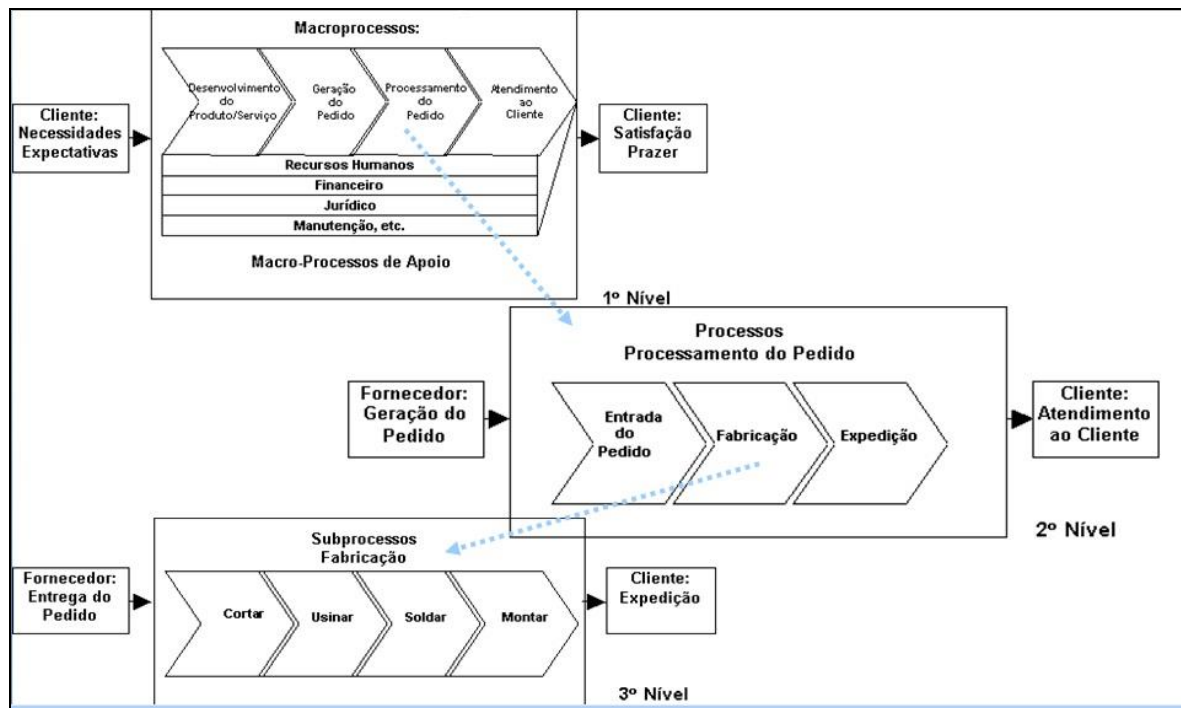 Macroprocessos:
Desenvolvimento
do
Produto/Serviço
Geração
do
Pedido
Processamento
do
Pedido
Atendimento
ao
Cliente
Cliente:
Necessidades
Expectativas
Cliente:
Satisfação
Prazer
Recursos Humanos
Financeiro
Jurídico
Manutenção, etc.
Macro-Processos de Apoio
1º Nível
Processos
Processamento do Pedido
Fornecedor:
Geração do
Pedido
Entrada
do
Pedido
Fabricação
Expedição
Cliente:
Atendimento
ao Cliente
2º Nível
Subprocessos
Fabricação
Fornecedor:
Entrega do
Pedido
Cortar
Usinar
Soldar
Montar
Cliente:
Expedição
3º Nível